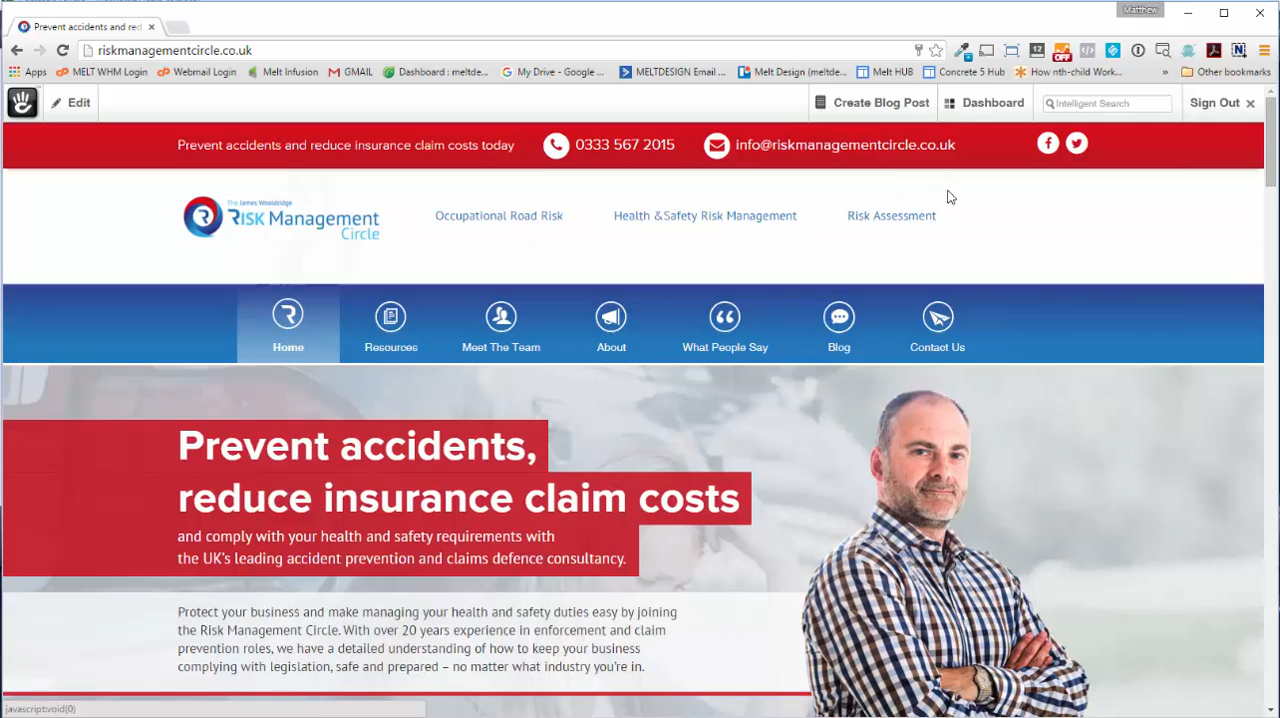 Matthew
Prevent accidents and red
riskmanagementcircle.co.uk
12
OFF
Apps
MELT WHM Login
Webmail Login
Melt Infusion
GMAIL
Dashboard : meltde...
My Drive - Google ...
MELTDESIGN Email ...
Melt Design (meltde...
Melt HUB
Concrete 5 Hub
How nth-child Work...
»
Other bookmarks
Edit
Create Blog Post
Dashboard
Intelligent Search
Sign Out
Prevent accidents and reduce insurance claim costs today
0333 567 2015
info@riskmanagementcircle.co.uk
The James Wooldridge
RISK Management
Circle
Occupational Road Risk
Health &Safety Risk Management
Risk Assessment
Home
Resources
Meet The Team
About
What People Say
Blog
Contact Us
Prevent accidents,
reduce insurance claim costs
and comply with your health and safety requirements with
the UK's leading accident prevention and claims defence consultancy.
Protect your business and make managing your health and safety duties easy by joining
the Risk Management Circle. With over 20 years experience in enforcement and claim
prevention roles, we have a detailed understanding of how to keep your business
complying with legislation, safe and prepared – no matter what industry you're in.
javascript:void(0)